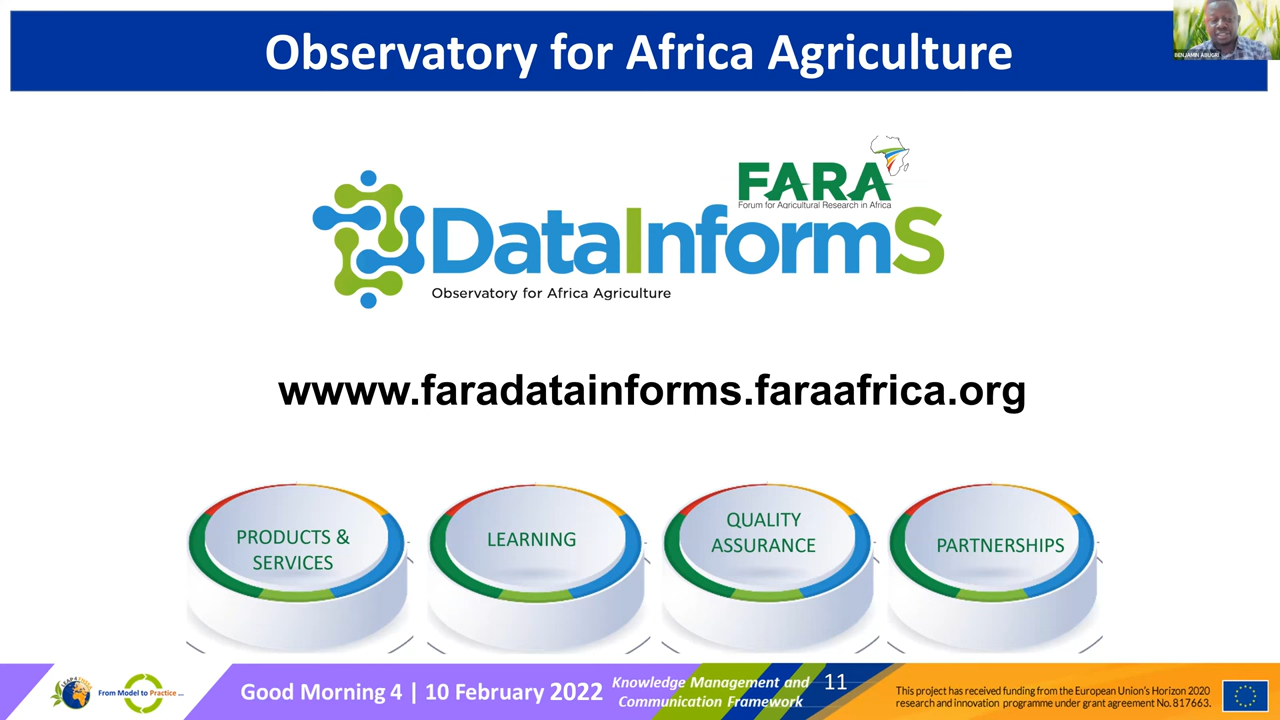 Observatory for Africa Agriculture
BENJAMIN ABUGRI
FARA
Forum for Agricultural Research in Africa
DataInformS
Observatory for Africa Agriculture
wwww.faradatainforms.faraafrica.org
PRODUCTS &
SERVICES
LEARNING
QUALITY
ASSURANCE
PARTNERSHIPS
From Model to Practice ...
Good Morning 4 | 10 February 2022
Knowledge Management and
Communication Framework
11
This project has received funding from the European Union's Horizon 2020
research and innovation programme under grant agreement No. 817663.